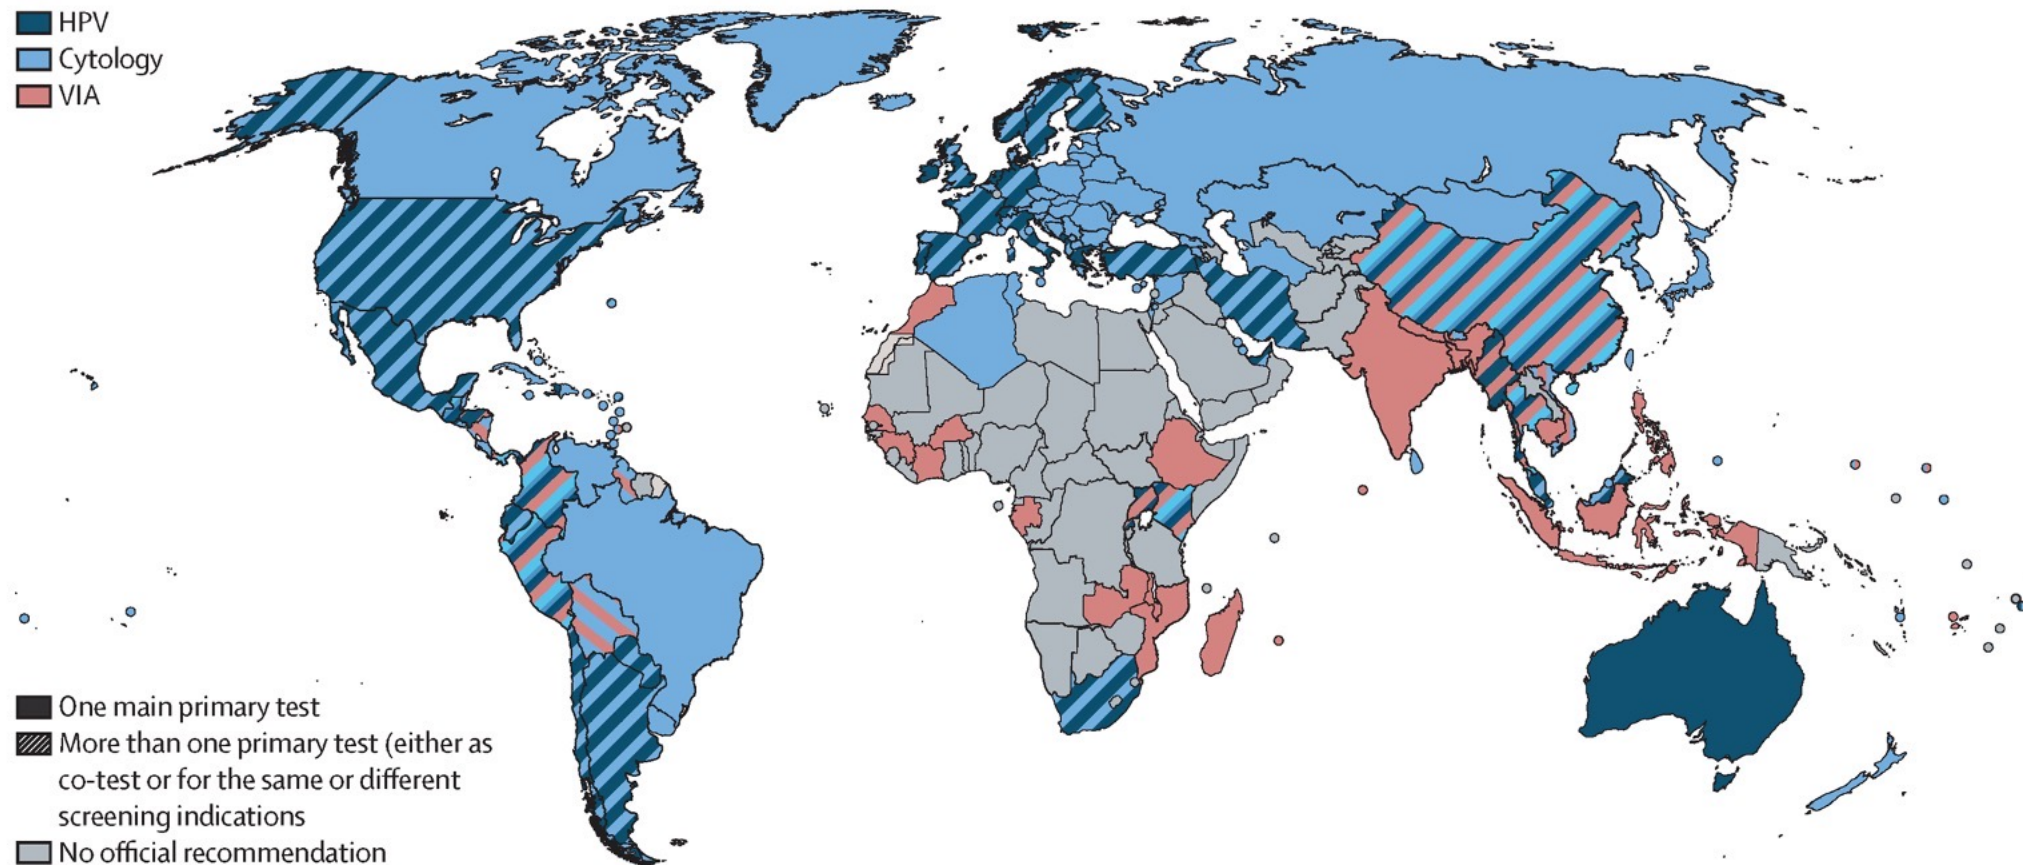 HPV
Cytology
VIA
One main primary test
More than one primary test (either as
co-test or for the same or different
screening indications
No official recommendation